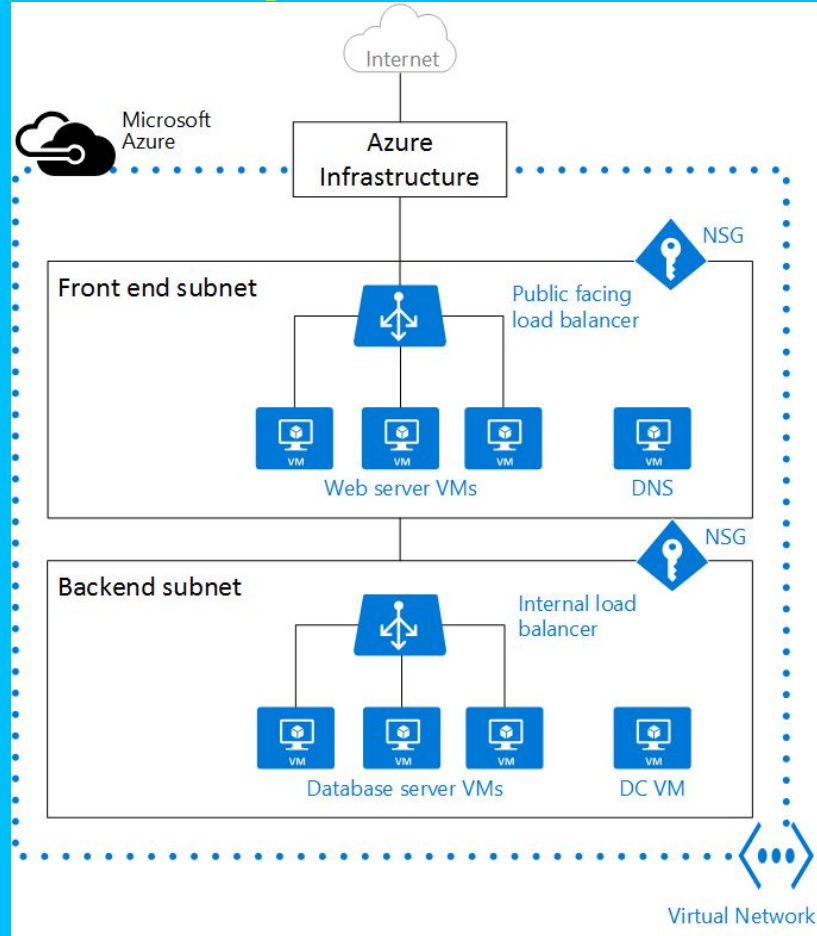 Internet
Microsoft
Azure
Azure
Infrastructure
NSG
Front end subnet
Public facing
load balancer
VM
VM
VM
VM
Web server VMs
DNS
NSG
Backend subnet
Internal load
balancer
VM
VM
VM
VM
Database server VMs
DC VM
Virtual Network